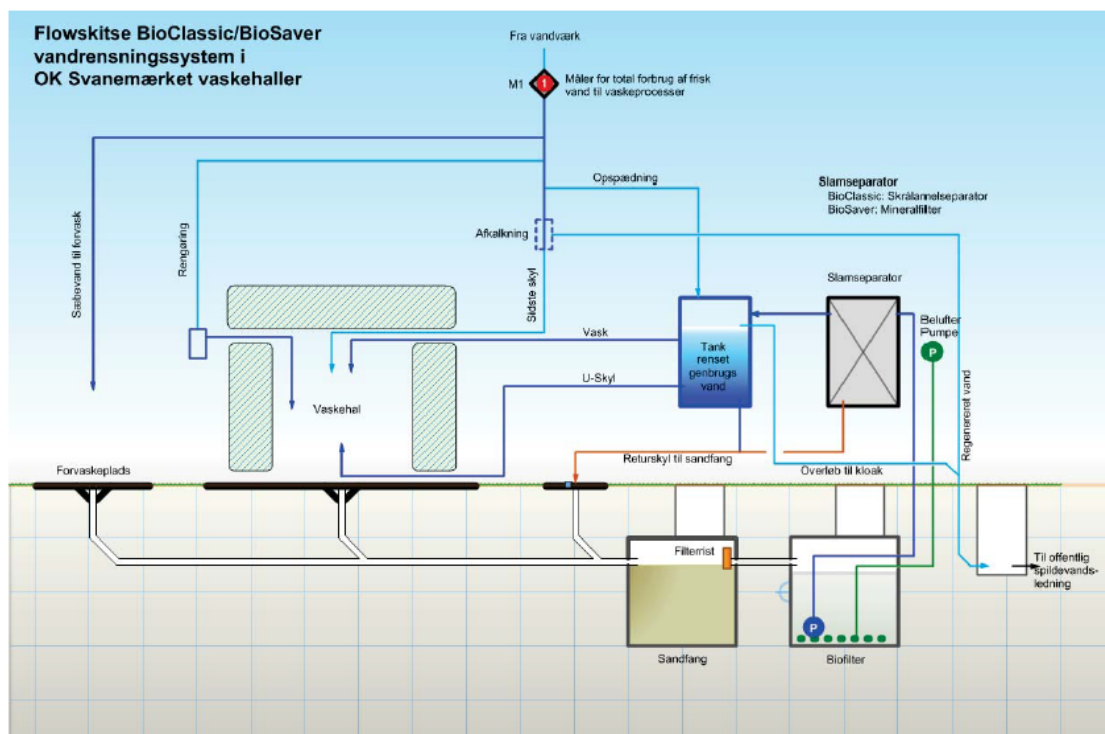 Flowskitse BioClassic/BioSaver
vandrensningssystem i
OK Svanemærket vaskehaller
Fra vandværk
M1
1
Måler for total forbrug af frisk
vand til vaskeprocesser
Opspædning
Slamseparator
BioClassic: Skrålamelseparator
BioSaver: Mineralfilter
Afkalkning
Sæbevand til forvask
Rengøring
Sidste skyl
Slamseparator
Belufter
Pumpe
P
Vask
Tank
renset
genbrugs
vand
U-Skyl
Vaskehal
Regenereret vand
Returskyl til sandfang
Overløb til kloak
Forvaskeplads
Filterrist
Til offentlig
spildevands-
ledning
P
Sandfang
Biofilter